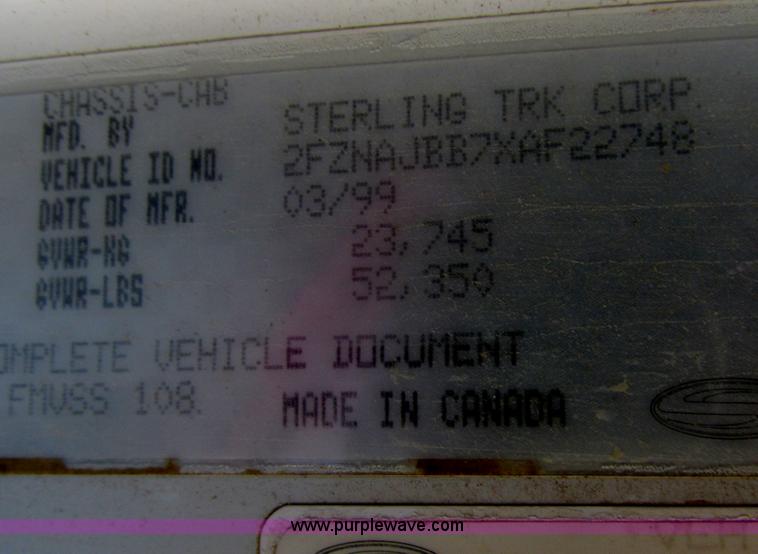 CHASSIS-CAB
MFD. BY STERLING TRK CORP.
VEHICLE ID NO. 2FZNAJBB7XAF22748
DATE OF MFR. 03/99
GVWR-KG 23,745
GVWR-LBS 52,350
OMPLETE VEHICLE DOCUMENT
FMVSS 108.
MADE IN CANADA
www.purplewave.com